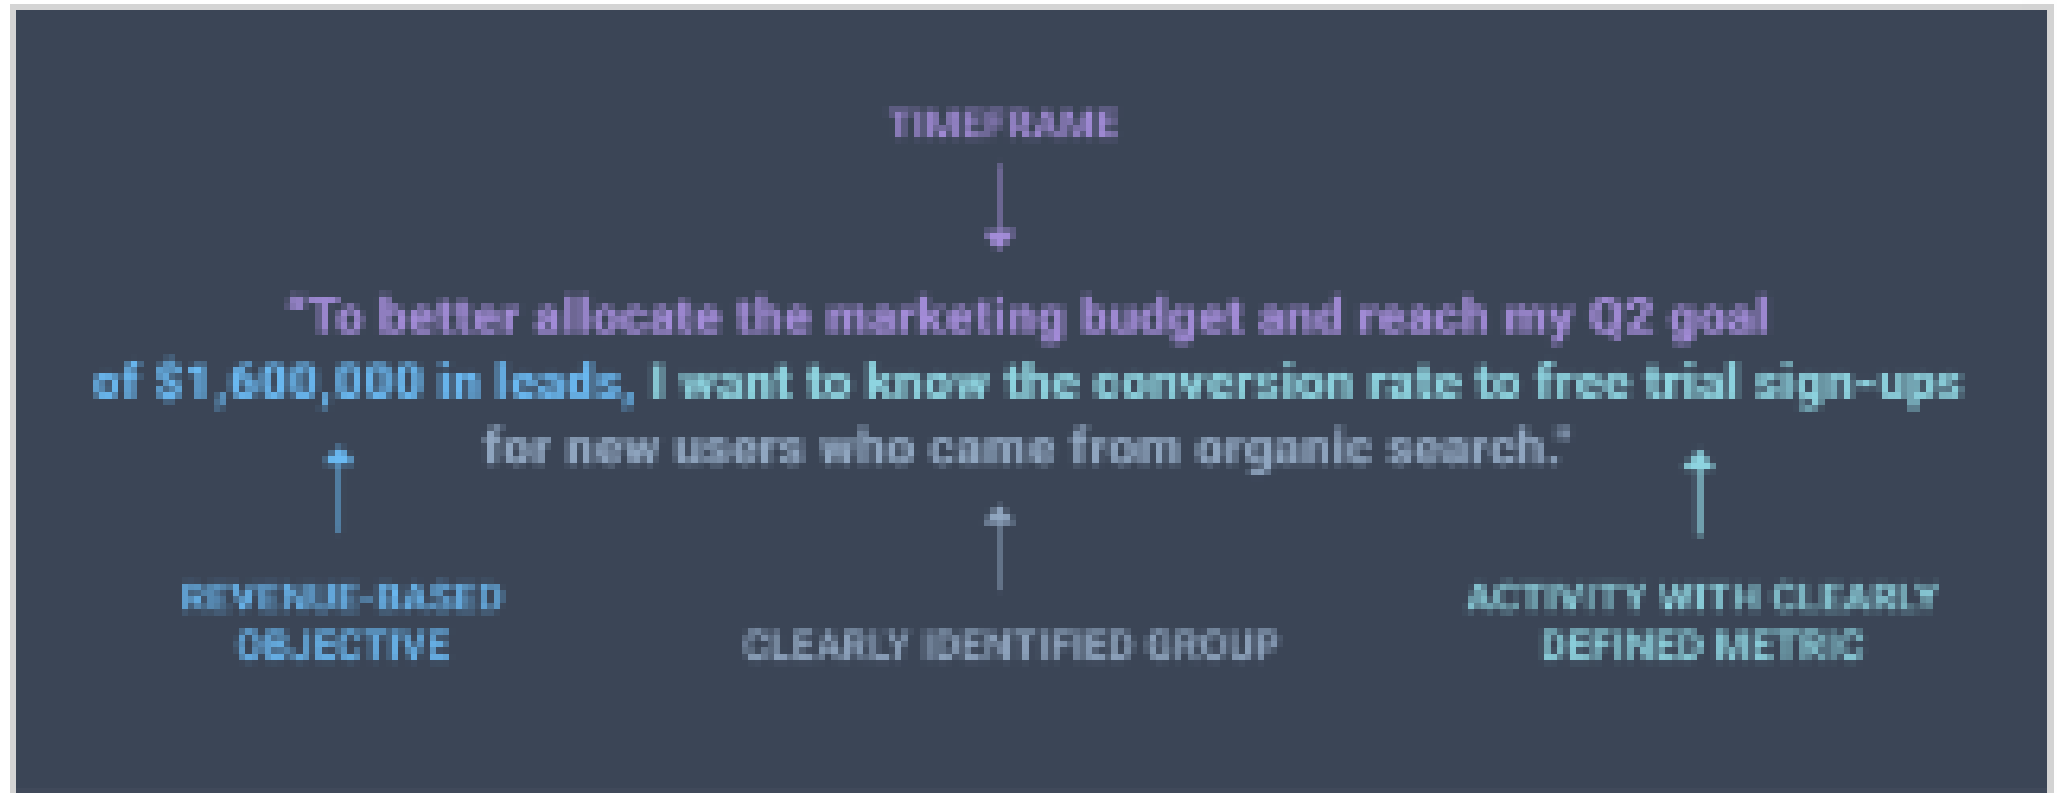 TIMEFRAME
"To better allocate the marketing budget and reach my Q2 goal
of $1,600,000 in leads, I want to know the conversion rate to free trial sign-ups
for new users who came from organic search."
REVENUE-BASED
OBJECTIVE
CLEARLY IDENTIFIED GROUP
ACTIVITY WITH CLEARLY
DEFINED METRIC